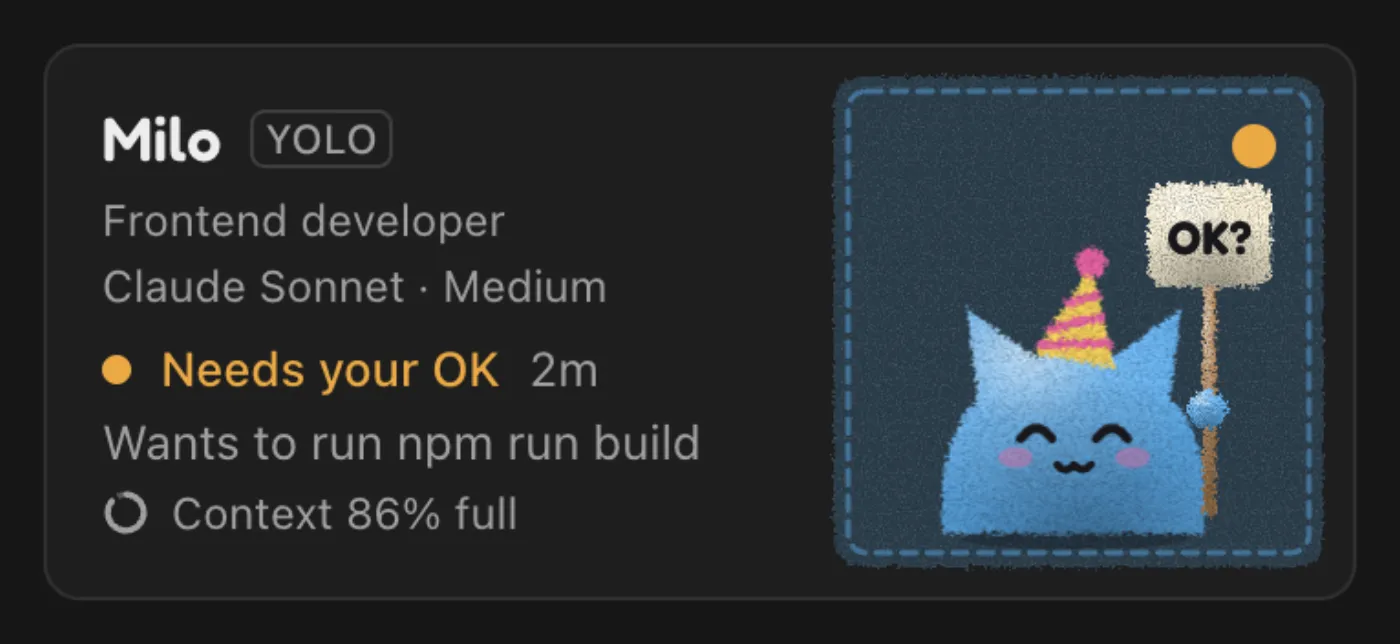 Milo YOLO
Frontend developer
Claude Sonnet · Medium
Needs your OK 2m
Wants to run npm run build
Context 86% full
OK?